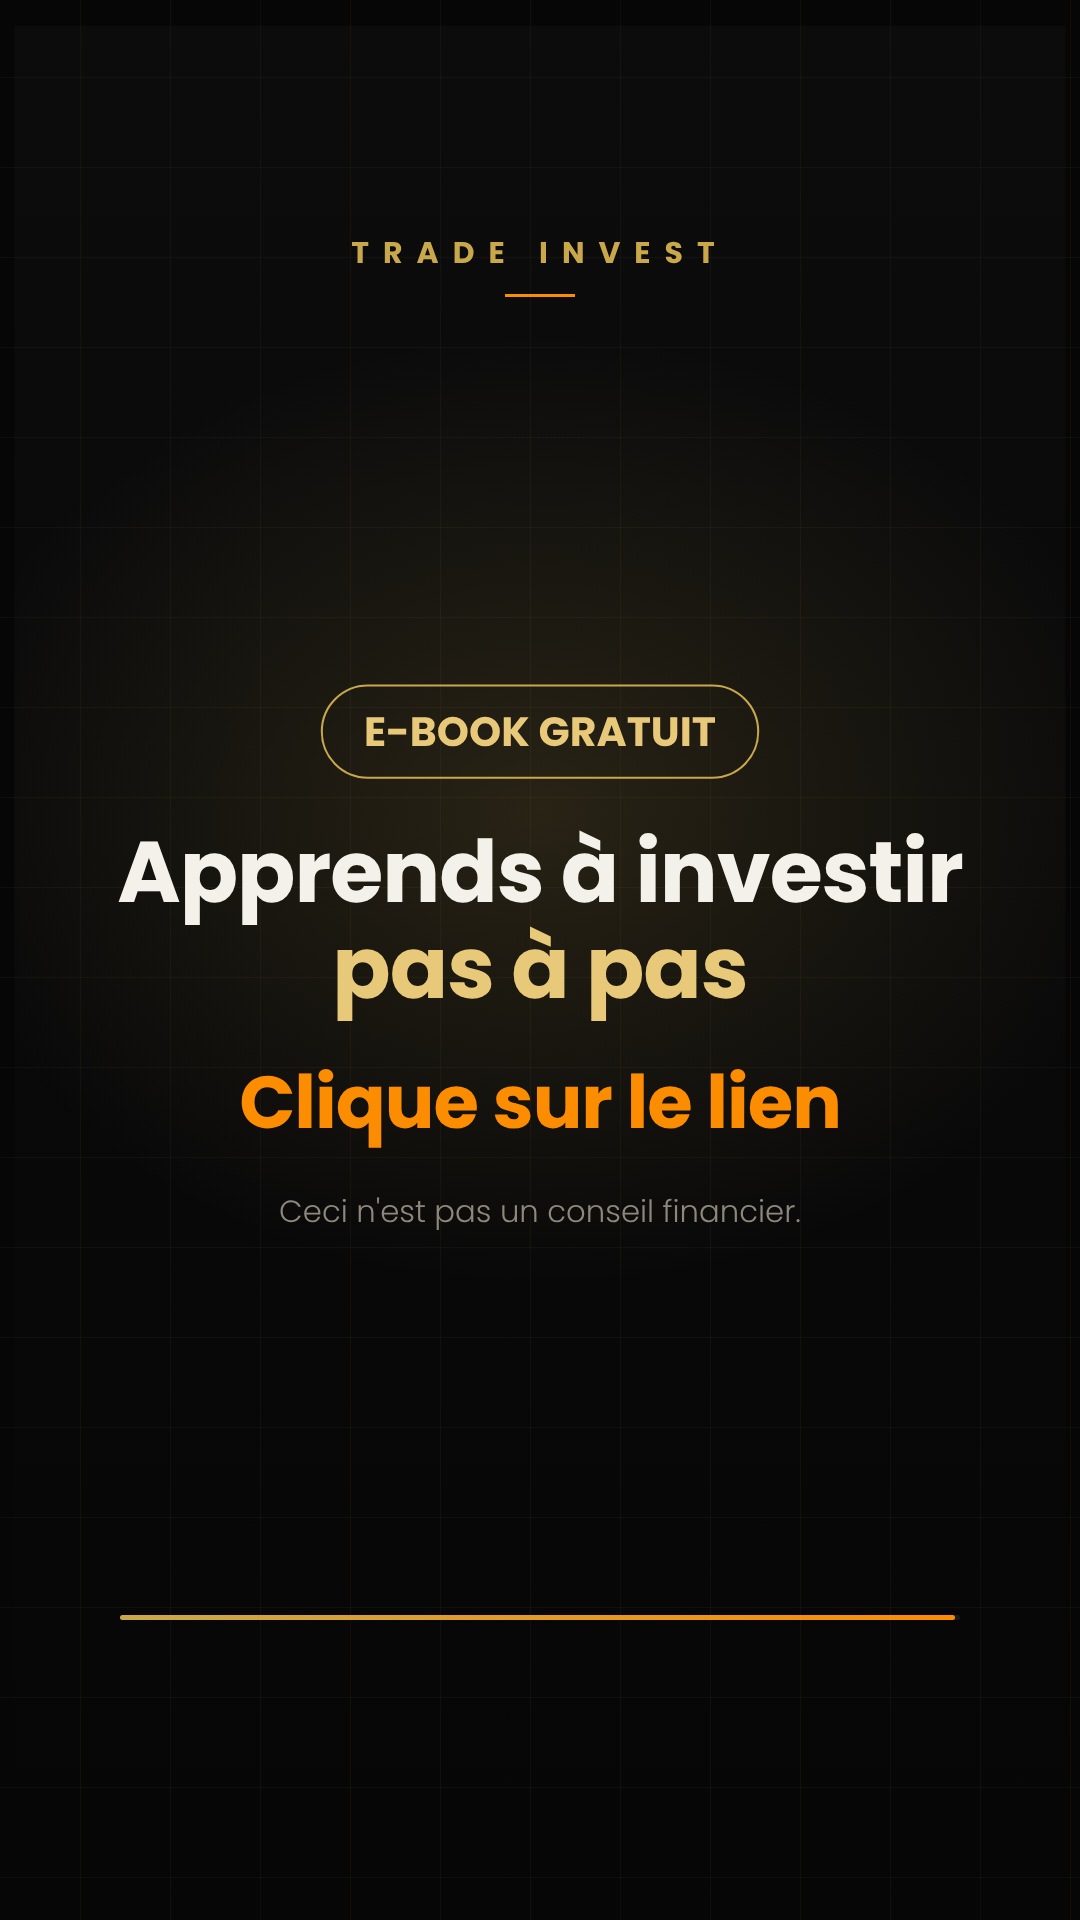 TRADE INVEST
E-BOOK GRATUIT
Apprends à investir
pas à pas
Clique sur le lien
Ceci n'est pas un conseil financier.